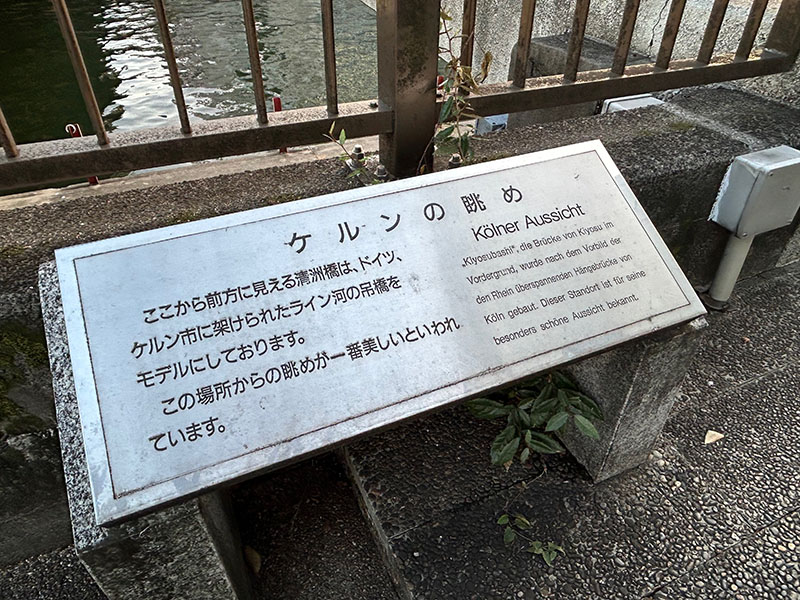 ケルンの眺め
ここから前方に見える清洲橋は、ドイツ、
ケルン市に架けられたライン河の吊橋を
モデルにしております。
この場所からの眺めが一番美しいといわれ
ています。
Kölner Aussicht
„Kiyosubashi", die Brücke von Kiyosu im
Vordergrund, wurde nach dem Vorbild der
den Rhein überspannenden Hängebrücke von
Köln gebaut. Dieser Standort ist für seine
besonders schöne Aussicht bekannt.